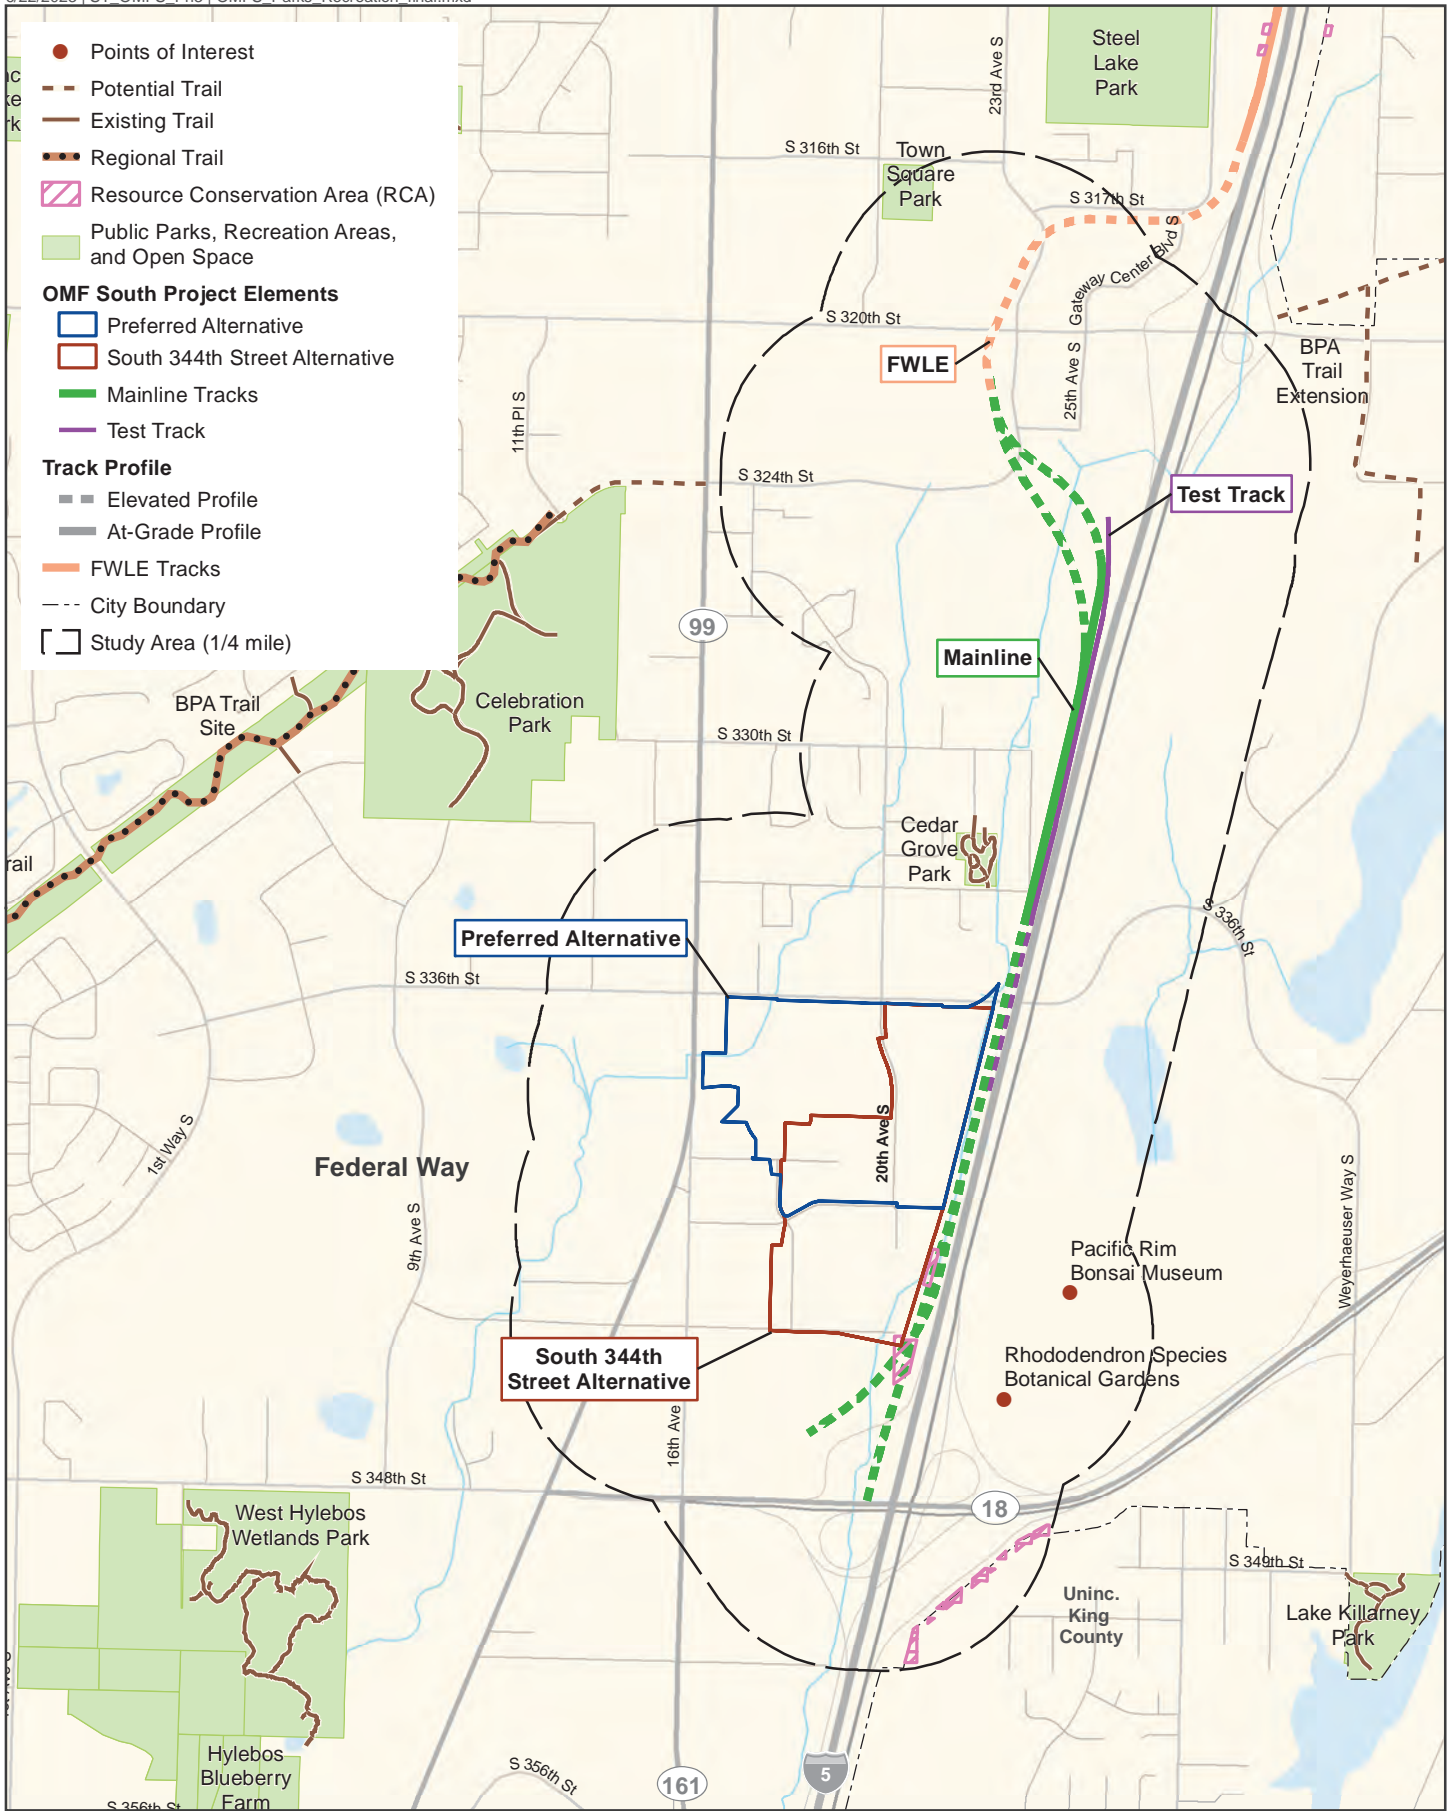 Points of Interest
Potential Trail
Existing Trail
Regional Trail
Resource Conservation Area (RCA)
Public Parks, Recreation Areas,
and Open Space
OMF South Project Elements
Preferred Alternative
South 344th Street Alternative
Mainline Tracks
Test Track
Track Profile
Elevated Profile
At-Grade Profile
FWLE Tracks
City Boundary
Study Area (1/4 mile)
Steel
Lake
Park
23rd Ave S
S 316th St
Town
Square
Park
S 317th St
Gateway Center Blvd S
S 320th St
FWLE
25th Ave S
BPA
Trail
Extension
11th Pl S
S 324th St
Test Track
99
Mainline
BPA Trail
Site
Celebration
Park
S 330th St
Cedar
Grove
Park
rail
S 336th St
Preferred Alternative
S 336th St
1st Way S
Federal Way
20th Ave S
9th Ave S
Weyerhaeuser Way S
Pacific Rim
Bonsai Museum
South 344th
Street Alternative
Rhododendron Species
Botanical Gardens
16th Ave
S 348th St
18
West Hylebos
Wetlands Park
S 349th St
Uninc.
King
County
Lake Killarney
Park
Hylebos
Blueberry
Farm
S 356th St
S 356th St
161
5